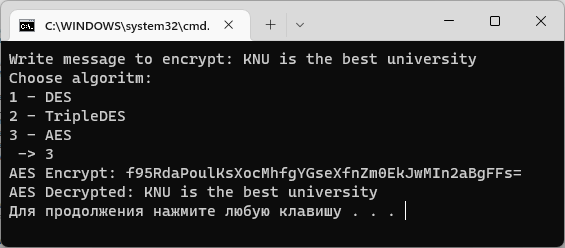 C:\WINDOWS\system32\cmd.
Write message to encrypt: KNU is the best university
Choose algoritm:
1 - DES
2 - TripleDES
3 - AES
-> 3
AES Encrypt: f95RdaPoulKsXocMhfgYGseXfnZm0EkJwMIn2aBgFFs=
AES Decrypted: KNU is the best university
Для продолжения нажмите любую клавишу . . .